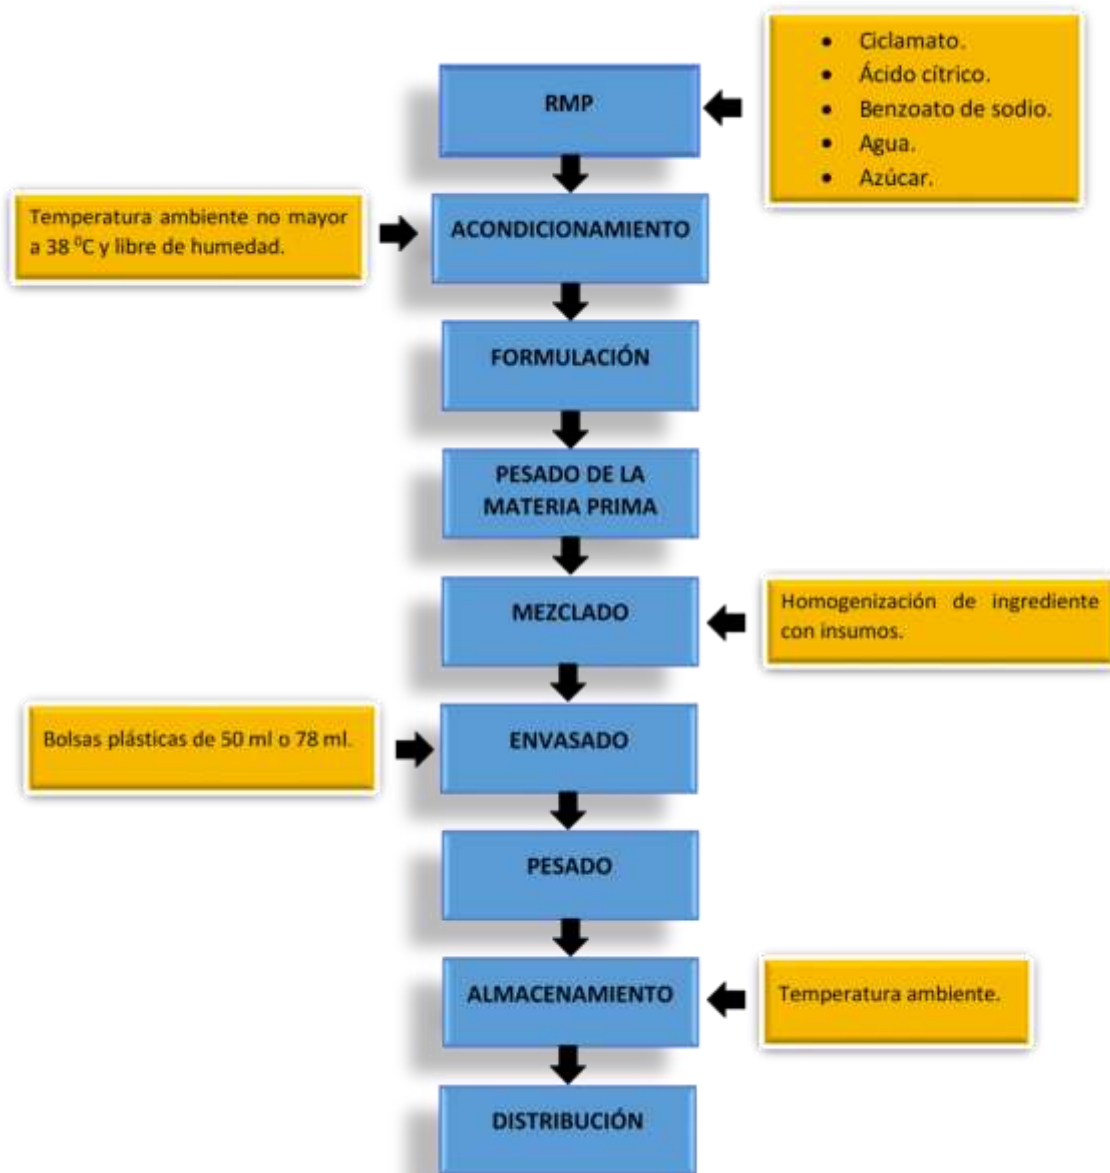 RMP
• Ciclamato.
• Ácido cítrico.
• Benzoato de sodio.
• Agua.
• Azúcar.
Temperatura ambiente no mayor
a 38 ⁰C y libre de humedad.
ACONDICIONAMIENTO
FORMULACIÓN
PESADO DE LA
MATERIA PRIMA
MEZCLADO
Homogenización de ingrediente
con insumos.
Bolsas plásticas de 50 ml o 78 ml.
ENVASADO
PESADO
ALMACENAMIENTO
Temperatura ambiente.
DISTRIBUCIÓN